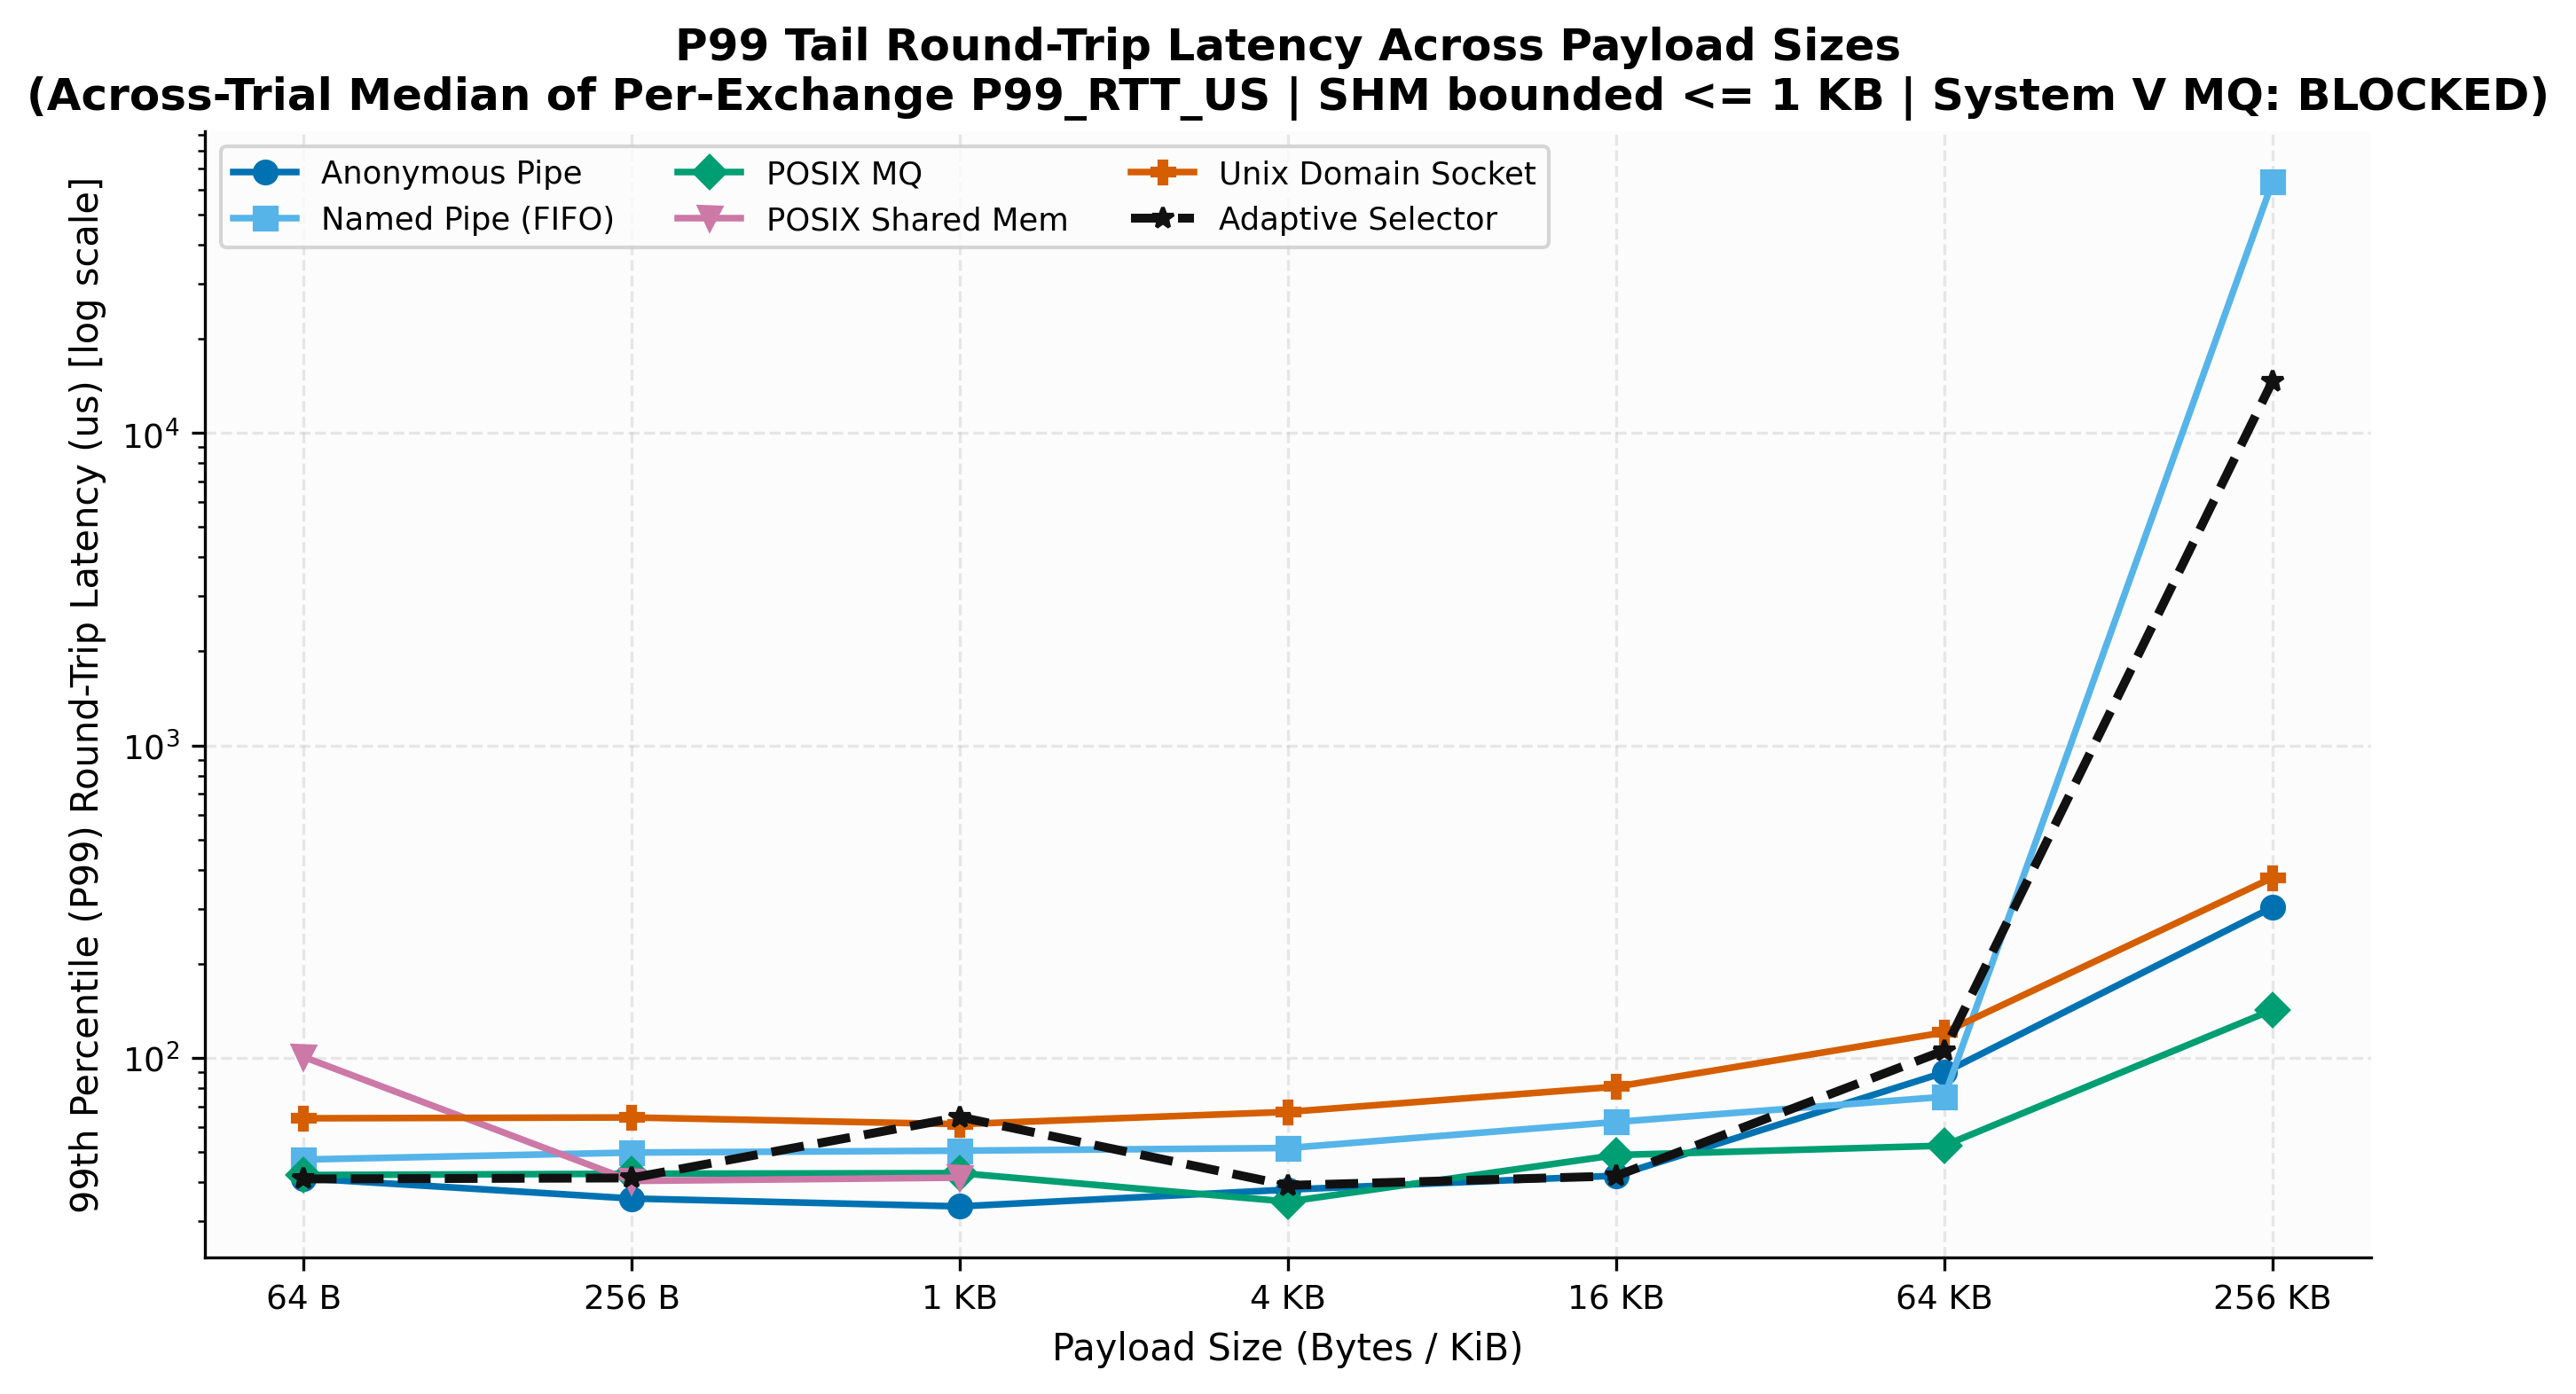 P99 Tail Round-Trip Latency Across Payload Sizes
(Across-Trial Median of Per-Exchange P99_RTT_US | SHM bounded <= 1 KB | System V MQ: BLOCKED)
Anonymous Pipe
Named Pipe (FIFO)
POSIX MQ
POSIX Shared Mem
Unix Domain Socket
Adaptive Selector
99th Percentile (P99) Round-Trip Latency (us) [log scale]
10⁴
10³
10²
64 B
256 B
1 KB
4 KB
16 KB
64 KB
256 KB
Payload Size (Bytes / KiB)